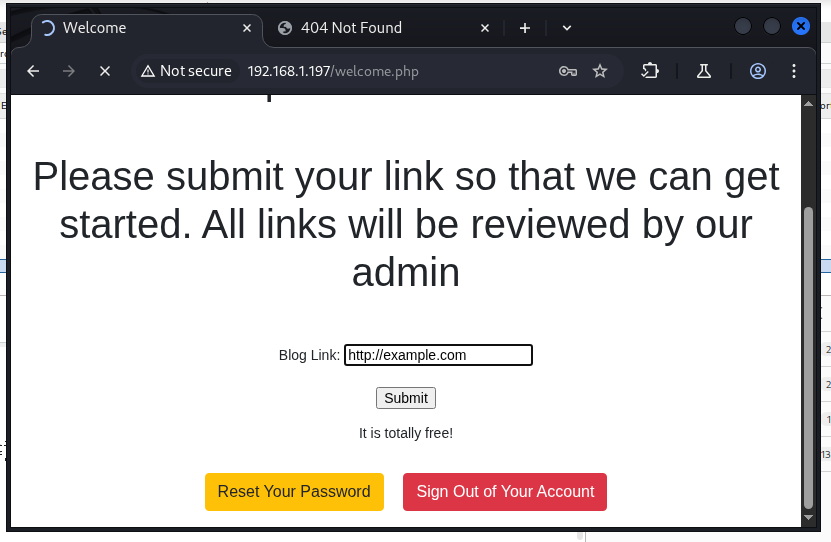 Welcome
404 Not Found
Not secure 192.168.1.197/welcome.php
Please submit your link so that we can get
started. All links will be reviewed by our
admin
Blog Link: http://example.com
Submit
It is totally free!
Reset Your Password
Sign Out of Your Account